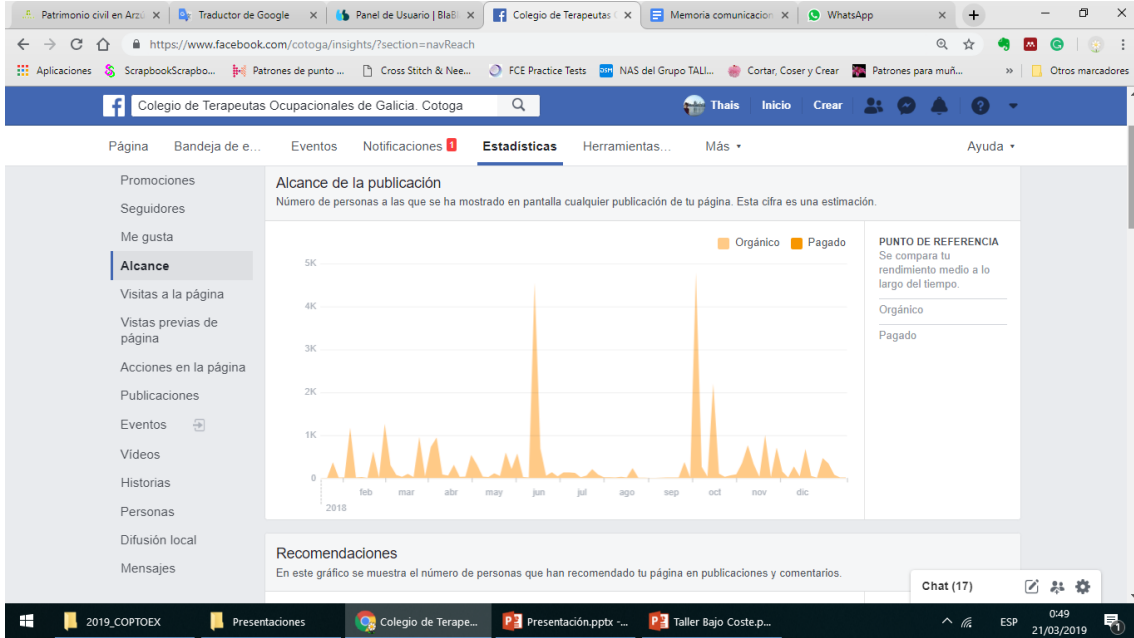 Patrimonio civil en Arzú
Traductor de Google
Panel de Usuario | BlaBl
Colegio de Terapeutas
Memoria comunicacion
WhatsApp
https://www.facebook.com/cotoga/insights/?section=navReach
Aplicaciones
ScrapbookScrapbo...
Patrones de punto ...
Cross Stitch & Nee...
FCE Practice Tests
NAS del Grupo TALI...
Cortar, Coser y Crear
Patrones para muñ...
»
Otros marcadores
Colegio de Terapeutas Ocupacionales de Galicia. Cotoga
Thais
Inicio
Crear
Página
Bandeja de e...
Eventos
Notificaciones 1
Estadísticas
Herramientas...
Más
Ayuda
Promociones
Seguidores
Me gusta
Alcance
Visitas a la página
Vistas previas de
página
Acciones en la página
Publicaciones
Eventos
Vídeos
Historias
Personas
Difusión local
Mensajes
Alcance de la publicación
Número de personas a las que se ha mostrado en pantalla cualquier publicación de tu página. Esta cifra es una estimación.
Orgánico
Pagado
5K
4K
3K
2K
1K
0
feb mar abr may jun jul ago sep oct nov dic
2018
PUNTO DE REFERENCIA
Se compara tu
rendimiento medio a lo
largo del tiempo.
Orgánico
Pagado
Recomendaciones
En este gráfico se muestra el número de personas que han recomendado tu página en publicaciones y comentarios.
Chat (17)
2019_COPTOEX
Presentaciones
Colegio de Terape...
Presentación.pptx -...
Taller Bajo Coste.p...
ESP
0:49
21/03/2019
1